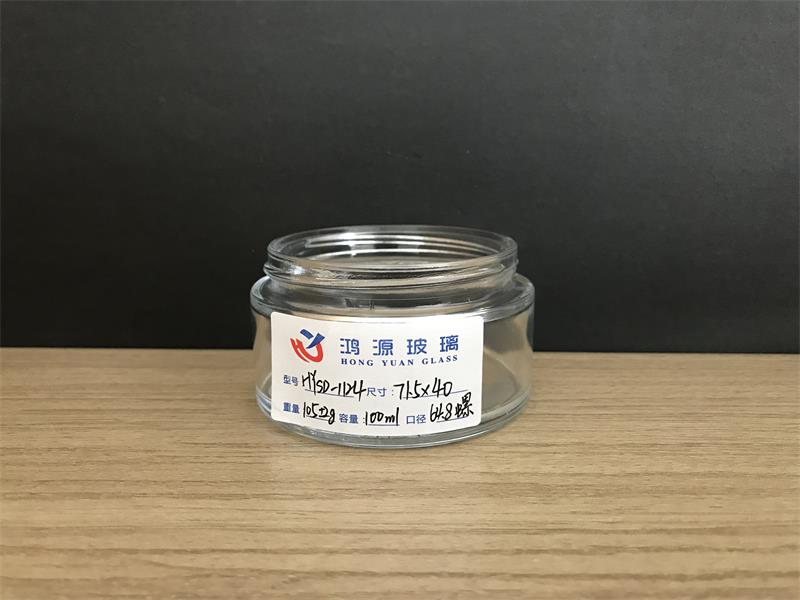 鸿源玻璃
HONG YUAN GLASS
型号 HYSD-1124 尺寸: 71.5×40
重量 105±2g 容量 100ml 口径 64.8螺